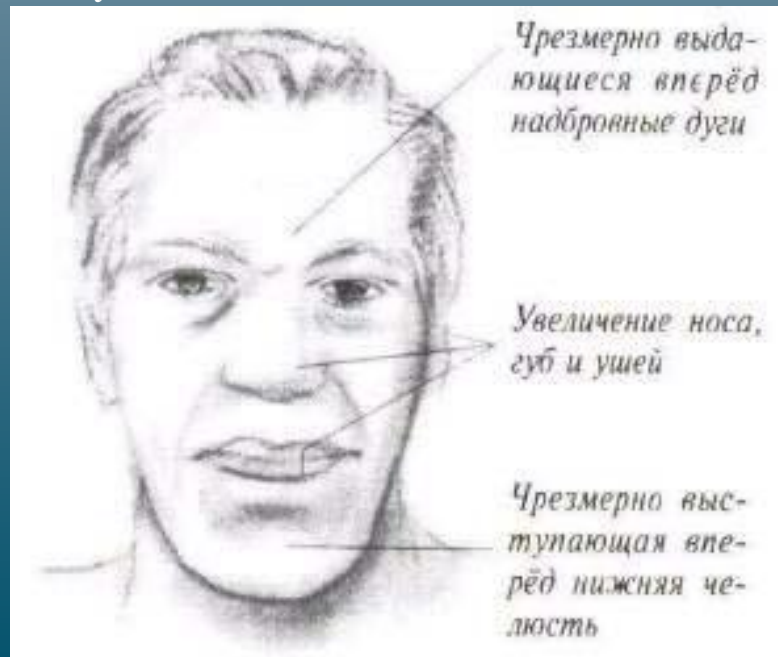 Чрезмерно выда-
ющиеся вперёд
надбровные дуги
Увеличение носа,
губ и ушей
Чрезмерно выс-
тупающая впе-
рёд нижняя че-
люсть